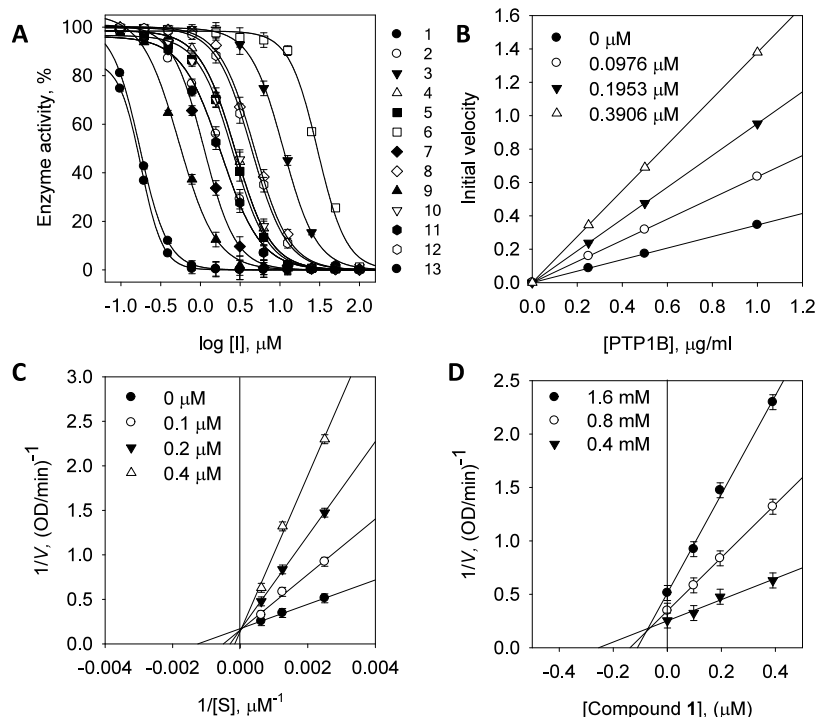 A
Enzyme activity, %
100
80
60
40
20
0
-1.0 -0.5 0.0 0.5 1.0 1.5 2.0
log [I], μM
1
2
3
4
5
6
7
8
9
10
11
12
13
B
Initial velocity
1.6
1.4
1.2
1.0
0.8
0.6
0.4
0.2
0.0
0 μM
0.0976 μM
0.1953 μM
0.3906 μM
0.0 0.2 0.4 0.6 0.8 1.0 1.2
[PTP1B], μg/ml
C
1/V, (OD/min)⁻¹
3.0
2.5
2.0
1.5
1.0
0.5
0.0
0 μM
0.1 μM
0.2 μM
0.4 μM
-0.004 -0.002 0.000 0.002 0.004
1/[S], μM⁻¹
D
1/V, (OD/min)⁻¹
2.5
2.0
1.5
1.0
0.5
0.0
1.6 mM
0.8 mM
0.4 mM
-0.4 -0.2 0.0 0.2 0.4
[Compound 1], (μM)